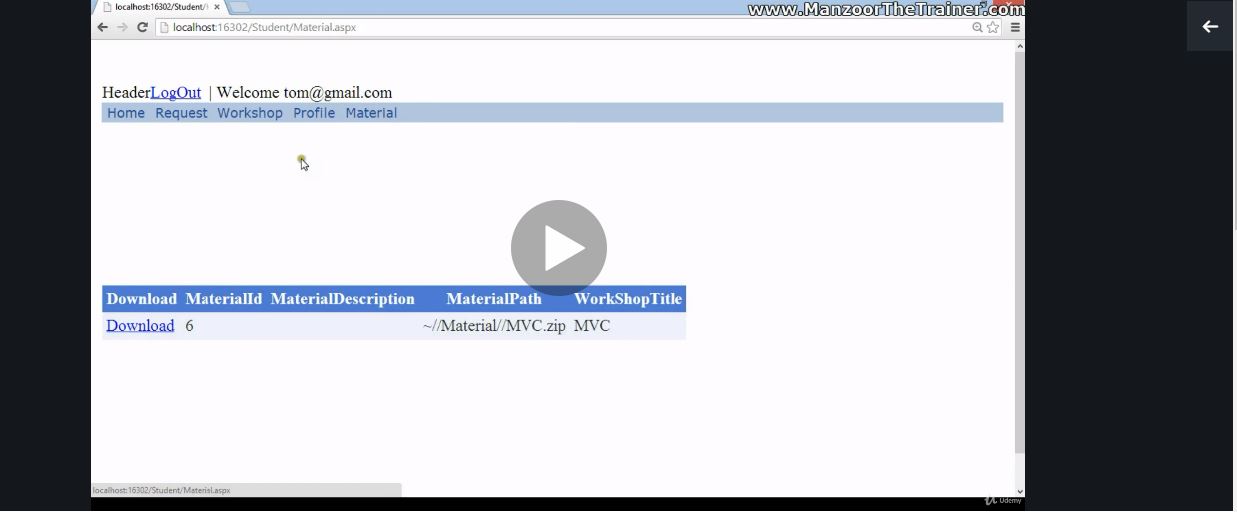 localhost:16302/Student/
www.ManzoorTheTrainer.com
localhost:16302/Student/Material.aspx
HeaderLogOut | Welcome tom@gmail.com
Home Request Workshop Profile Material
Download MaterialId MaterialDescription MaterialPath WorkShopTitle
Download 6 ~//Material//MVC.zip MVC
localhost:16302/Student/Material.aspx
Udemy